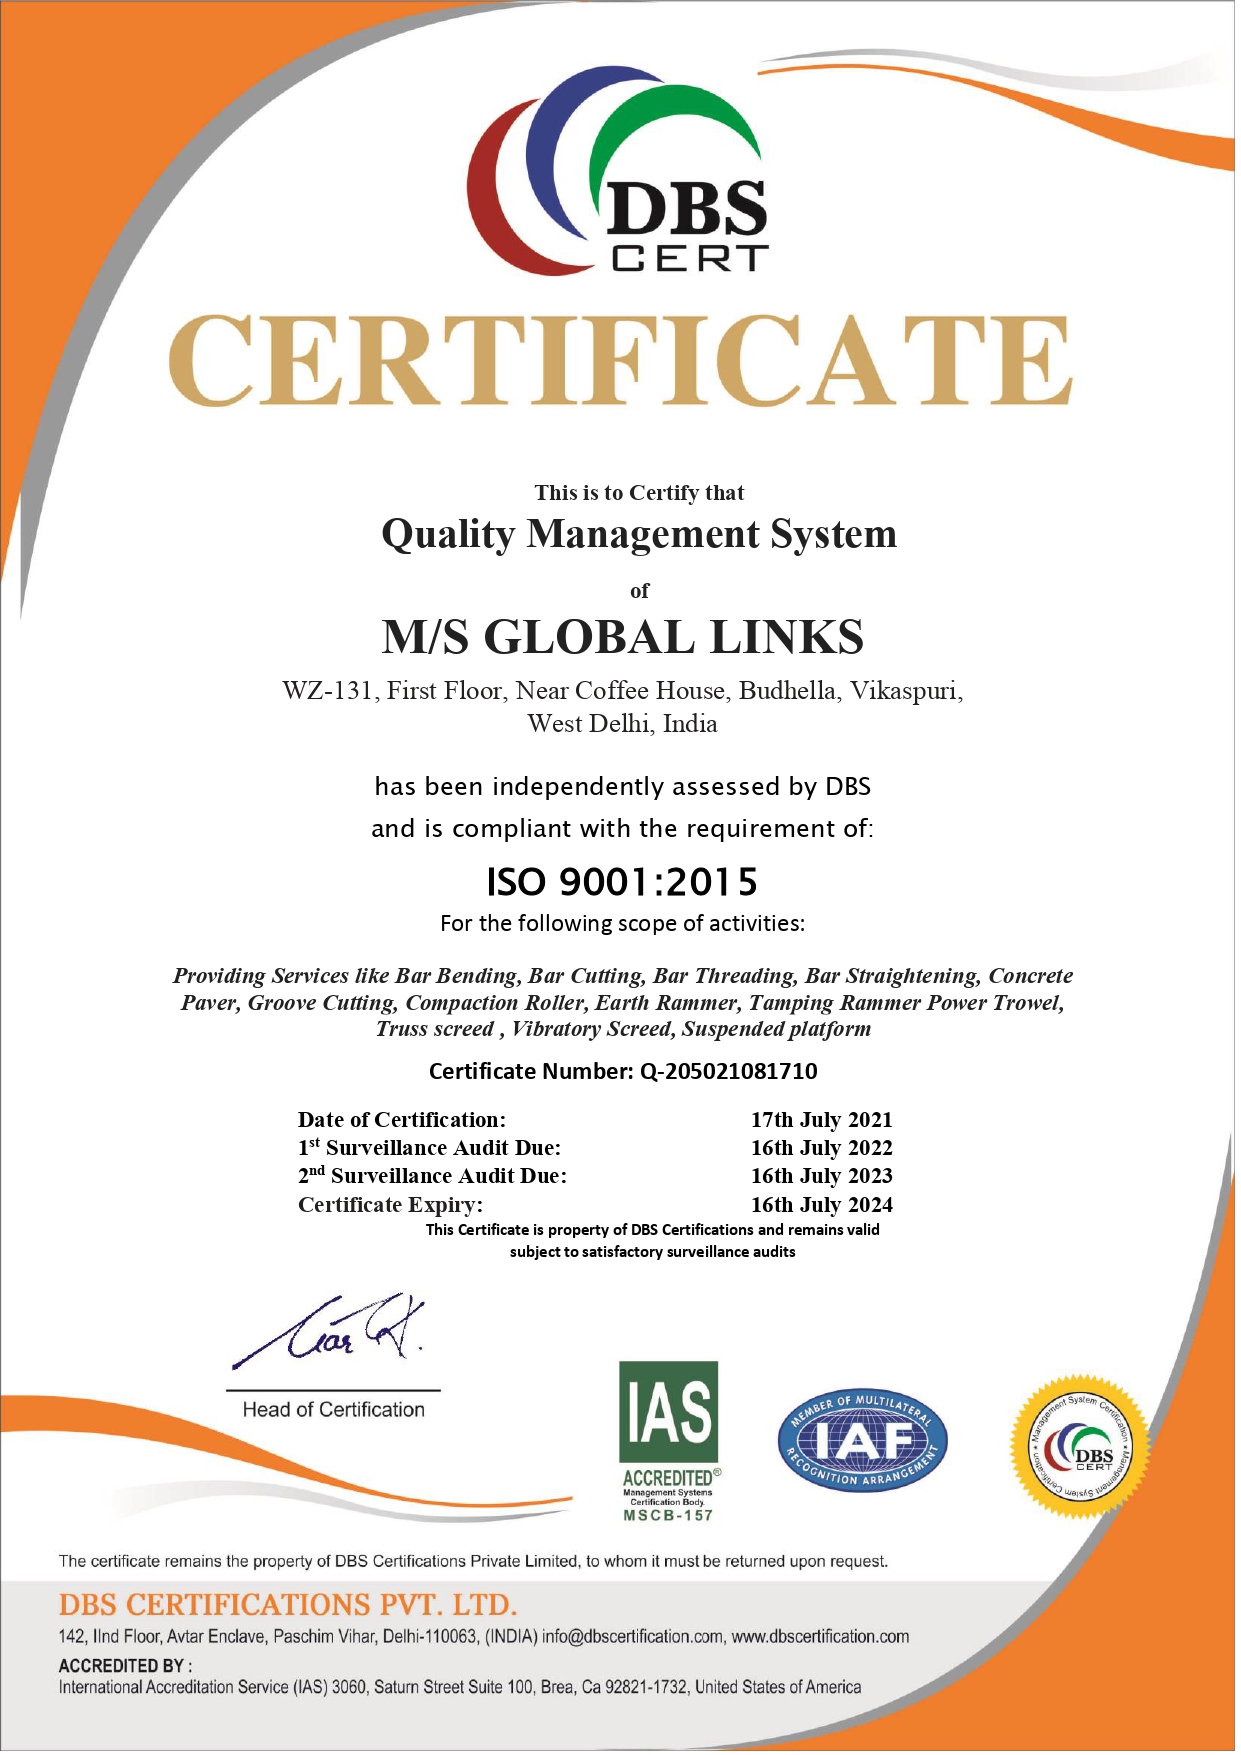 DBS
CERT
CERTIFICATE
This is to Certify that
Quality Management System
of
M/S GLOBAL LINKS
WZ-131, First Floor, Near Coffee House, Budhella, Vikaspuri,
West Delhi, India
has been independently assessed by DBS
and is compliant with the requirement of:
ISO 9001:2015
For the following scope of activities:
Providing Services like Bar Bending, Bar Cutting, Bar Threading, Bar Straightening, Concrete
Paver, Groove Cutting, Compaction Roller, Earth Rammer, Tamping Rammer Power Trowel,
Truss screed , Vibratory Screed, Suspended platform
Certificate Number: Q-205021081710
Date of Certification: 17th July 2021
1st Surveillance Audit Due: 16th July 2022
2nd Surveillance Audit Due: 16th July 2023
Certificate Expiry: 16th July 2024
This Certificate is property of DBS Certifications and remains valid
subject to satisfactory surveillance audits
Head of Certification
IAS
ACCREDITED®
Management Systems
Certification Body
MSCB-157
MEMBER OF MULTILATERAL
IAF
RECOGNITION ARRANGEMENT
Management System Certification • Management System Certification •
DBS
CERT
The certificate remains the property of DBS Certifications Private Limited, to whom it must be returned upon request.
DBS CERTIFICATIONS PVT. LTD.
142, IInd Floor, Avtar Enclave, Paschim Vihar, Delhi-110063, (INDIA) info@dbscertification.com, www.dbscertification.com
ACCREDITED BY :
International Accreditation Service (IAS) 3060, Saturn Street Suite 100, Brea, Ca 92821-1732, United States of America